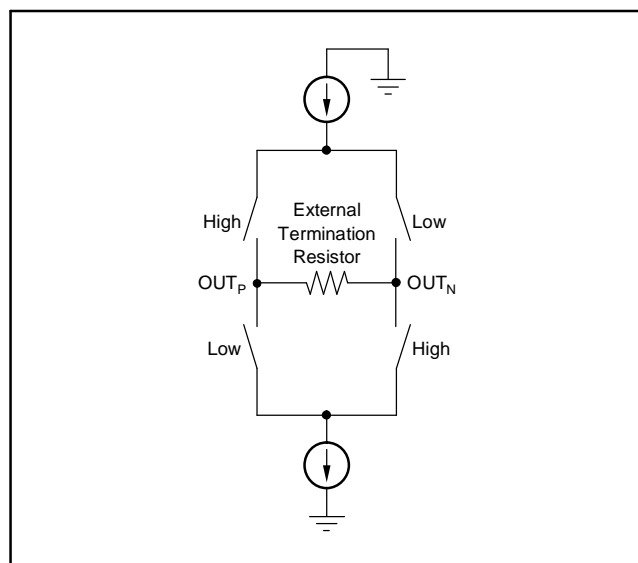 High
External
Termination
Resistor
Low
OUTP
OUTN
Low
High